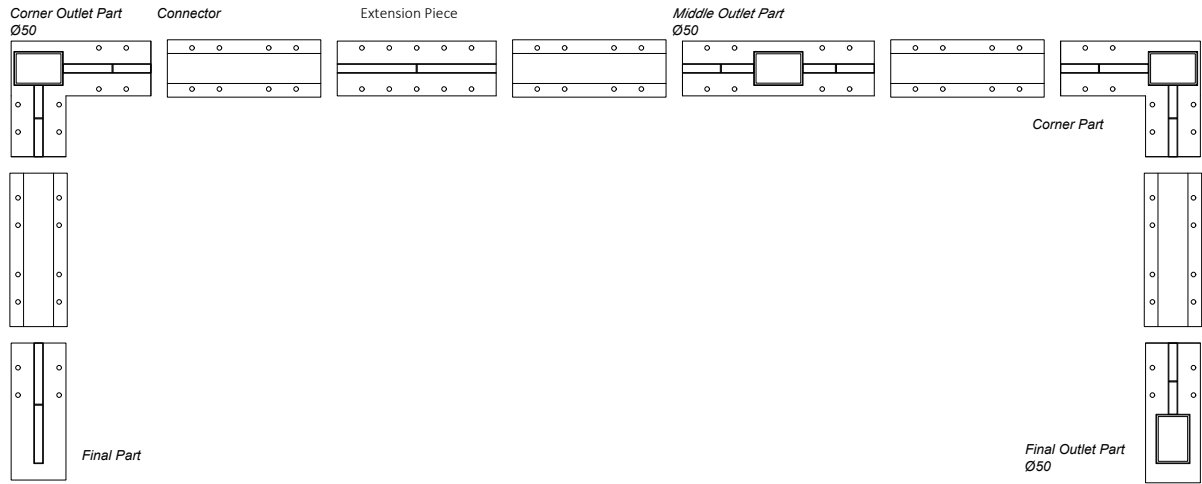 Corner Outlet Part
Ø50
Connector
Extension Piece
Middle Outlet Part
Ø50
Corner Part
Final Part
Final Outlet Part
Ø50